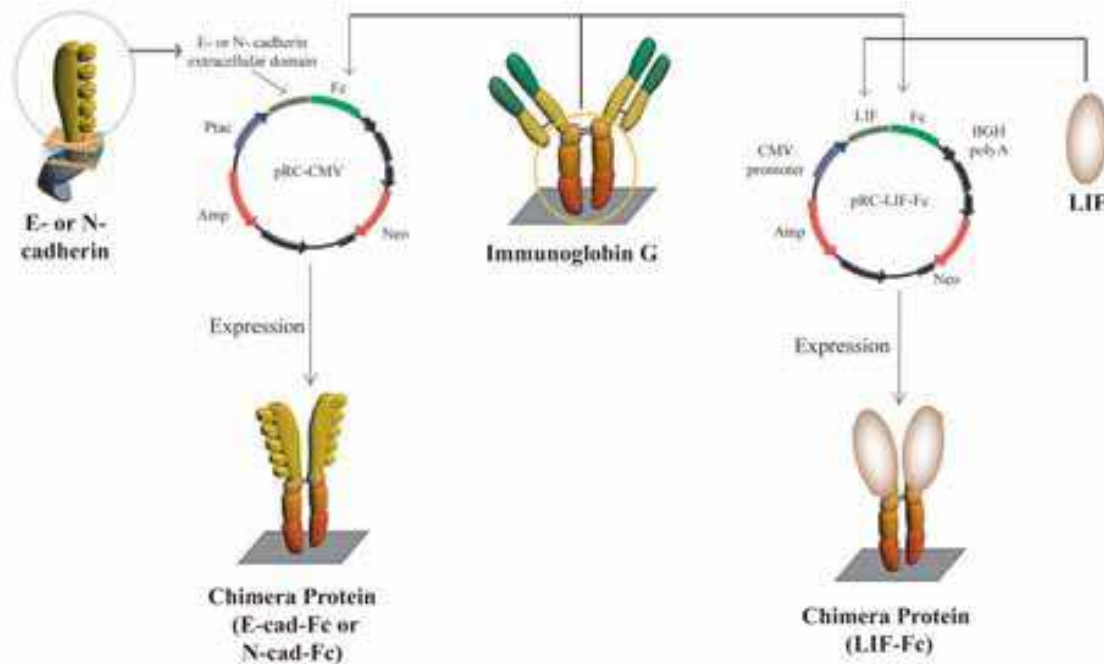 E- or N- cadherin
extracellular domain
Fc
Ptac
pRC-CMV
Amp
Neo
E- or N-
cadherin
Immunoglobin G
LIF
Fc
BGH
polyA
CMV
promoter
pRC-LIF-Fc
Amp
Neo
LIF
Expression
Expression
Chimera Protein
(E-cad-Fc or
N-cad-Fc)
Chimera Protein
(LIF-Fc)